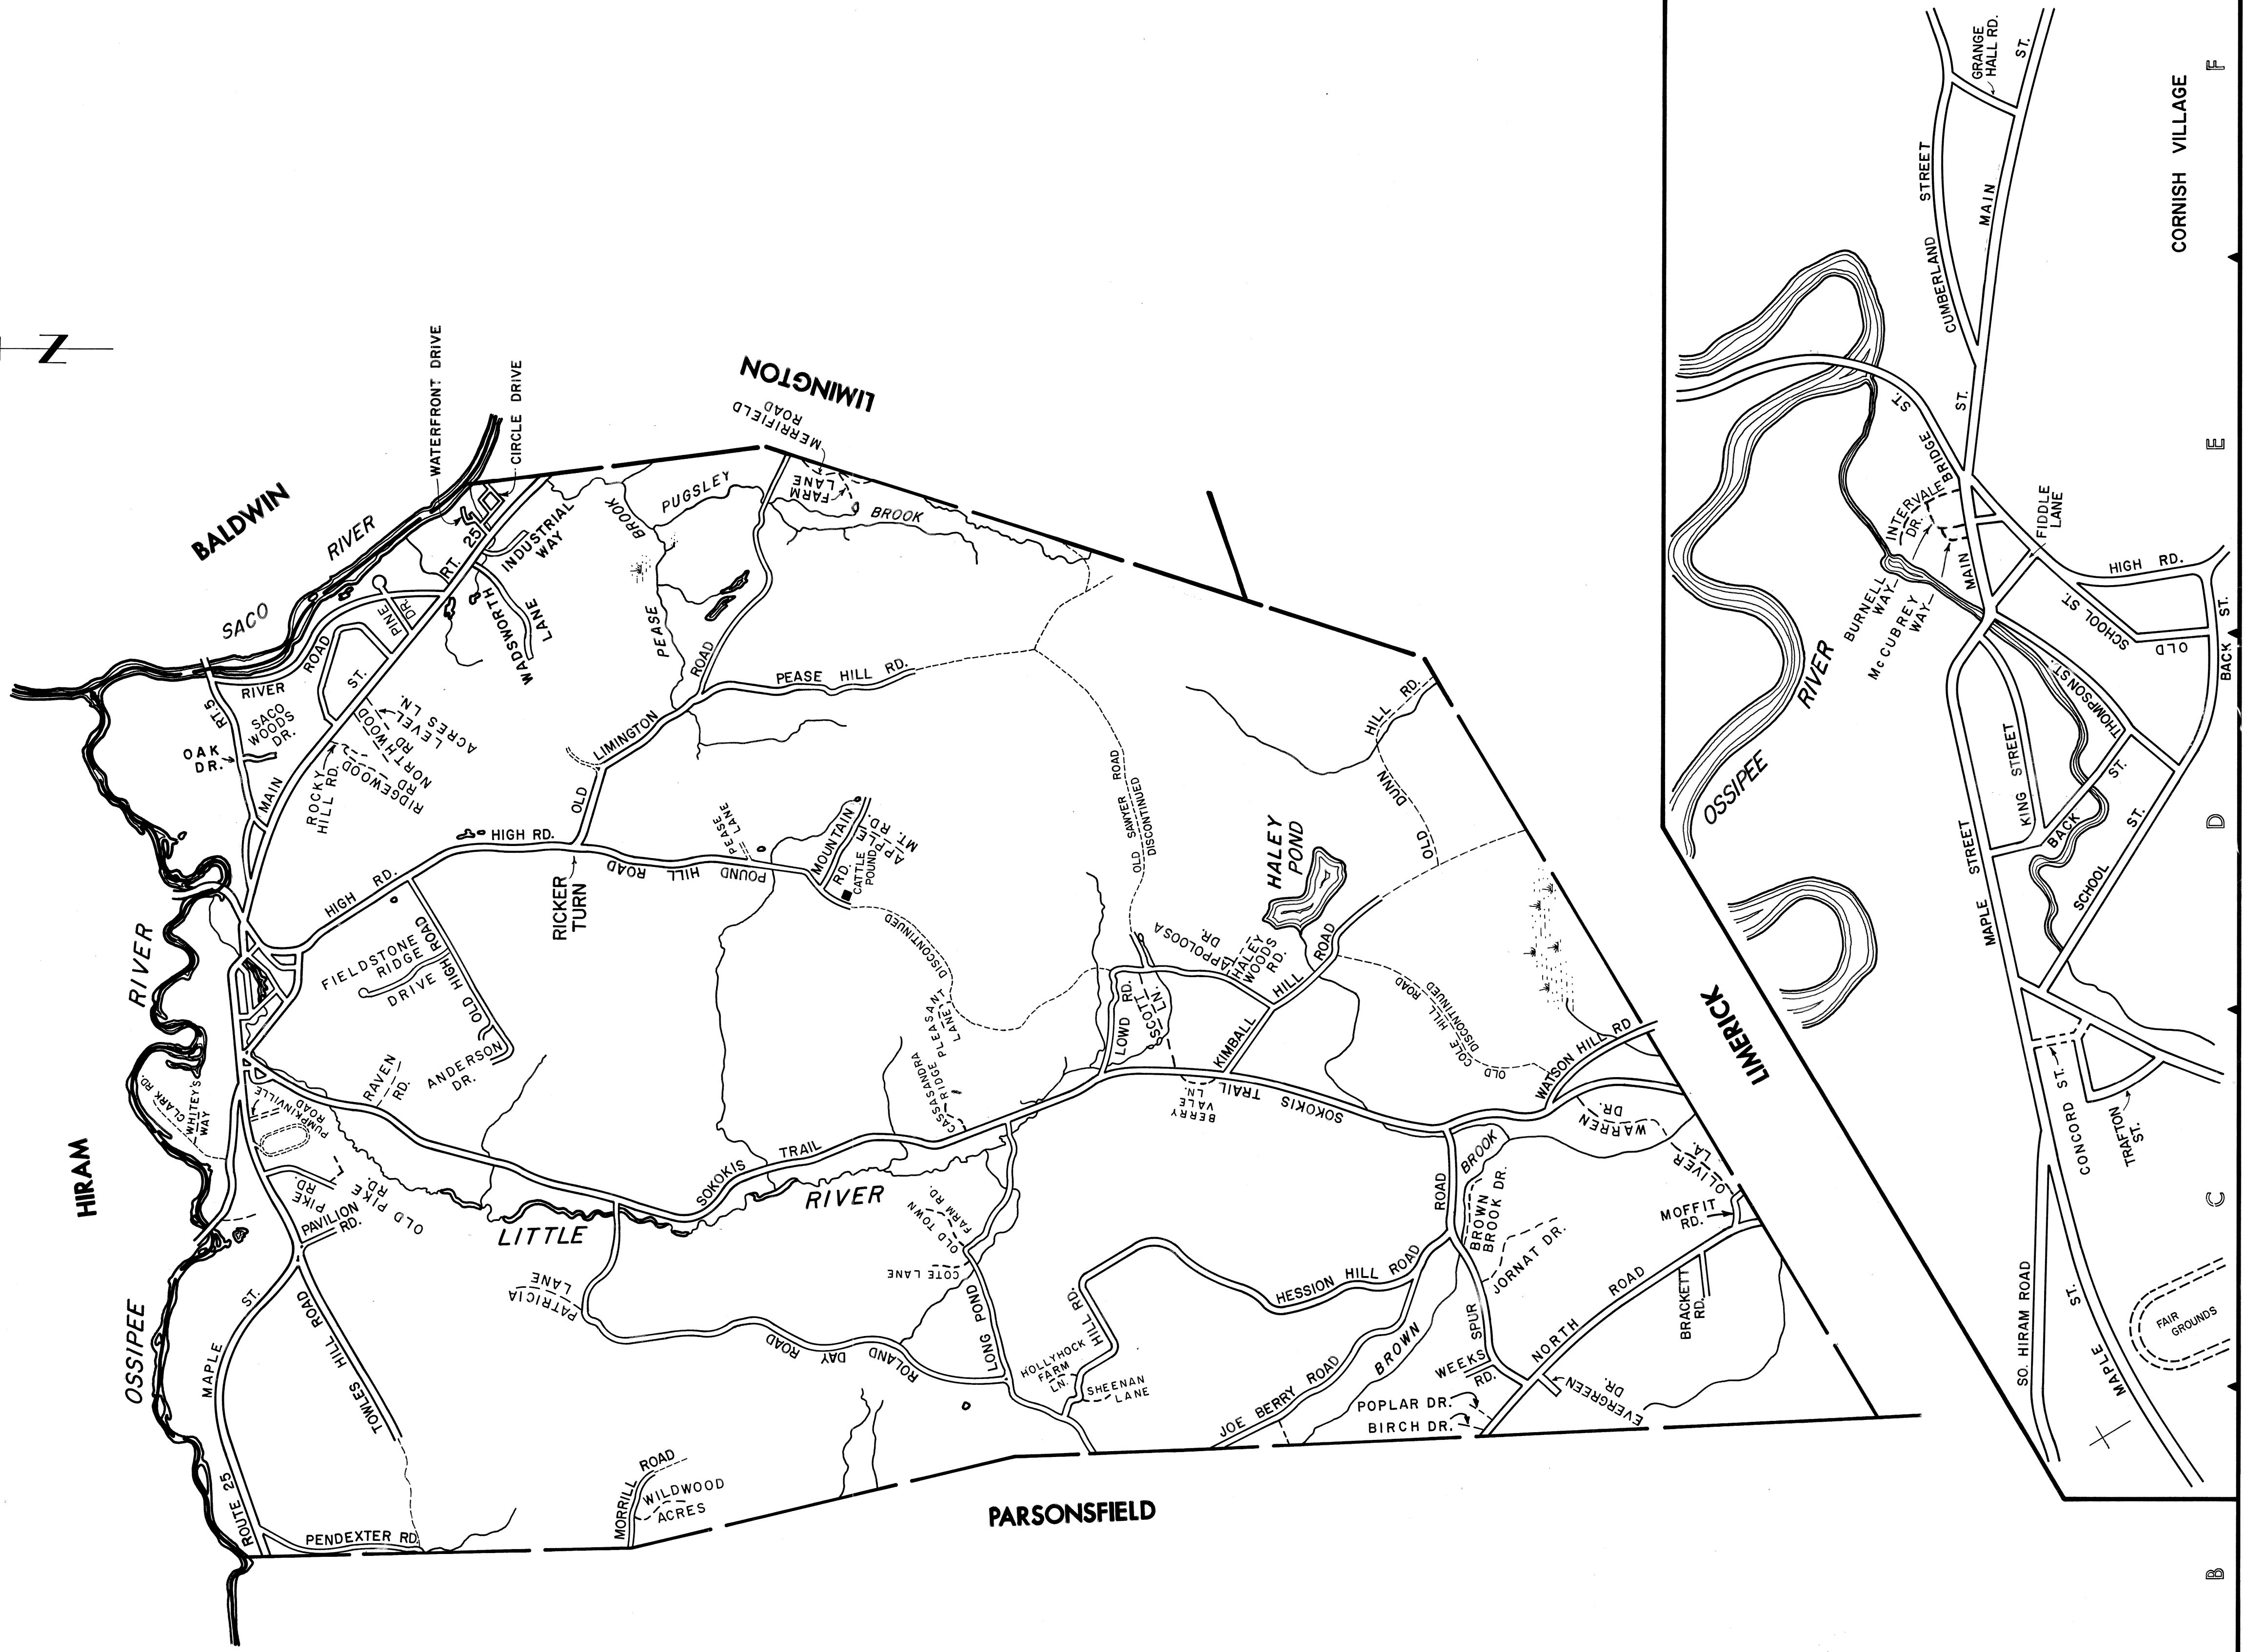 N
BALDWIN
HIRAM
LIMINGTON
LIMERICK
PARSONSFIELD
SACO
RIVER
WATERFRONT DRIVE
CIRCLE DRIVE
RT. 25
INDUSTRIAL
WAY
WADSWORTH
LANE
PINE
DR.
RIVER
ROAD
RT.5
SACO
WOODS
DR.
OAK
DR.
MAIN
ST.
LEVEL
ACRES LN.
NORTHWOOD
RD
RIDGEWOOD
RD
ROCKY
HILL RD.
MERRIFIELD
ROAD
FARM
LANE
PUGSLEY
BROOK
PEASE
BROOK
OLD
LIMINGTON
ROAD
PEASE HILL RD.
HIGH RD.
HIGH RD.
RICKER
TURN
POUND HILL ROAD
PEASE
LANE
MOUNTAIN
RD.
APPLE
MT. RD.
CATTLE
POUND
DISCONTINUED
OLD SAWYER ROAD
DISCONTINUED
OLD DUNN HILL RD.
HALEY
POND
APPOLOOSA
DR.
HALEY
WOODS
RD.
KIMBALL HILL ROAD
LOWD RD.
SCOTT
LN.
OLD COLE HILL ROAD
DISCONTINUED
DISCONTINUED
WATSON HILL RD
FIELDSTONE
RIDGE
DRIVE
OLD HIGH ROAD
ANDERSON
DR.
RAVEN
RD.
PLEASANT
LANE
CASSASANDRA
RIDGE
OSSIPEE
RIVER
CLARK RD.
WHITEY'S
WAY
PUMPKINVILLE
ROAD
PIKE
RD.
OLD PIKE
RD.
PAVILION
RD.
MAPLE
ST.
ROUTE 25
TOWLES HILL ROAD
PENDEXTER RD.
MORRILL ROAD
WILDWOOD
ACRES
LITTLE
RIVER
SOKOKIS
TRAIL
SOKOKIS TRAIL
BERRY
VALE
LN.
PATRICIA
LANE
ROLAND DAY ROAD
OLD TOWN
FARM RD.
COTE LANE
LONG POND
HOLLYHOCK
FARM
LN.
HILL RD.
SHEENAN
LANE
HESSION HILL ROAD
JOE BERRY ROAD
BROWN
BROOK
ROAD
SPUR
BROWN
BROOK DR.
JORNAT DR.
WEEKS
RD.
POPLAR DR.
BIRCH DR.
NORTH
ROAD
EVERGREEN
DR.
BRACKETT
RD.
MOFFIT
RD.
OLIVER
LA.
WARREN
DR.
CORNISH VILLAGE
F
E
D
C
B
GRANGE
HALL RD.
MAIN
ST.
CUMBERLAND
STREET
BRIDGE
ST.
ST.
MAIN
INTERVALE
DR.
BURNELL
WAY
McCUBREY
WAY
FIDDLE
LANE
HIGH RD.
OLD
SCHOOL ST.
BACK ST.
THOMPSON ST.
KING STREET
BACK
ST.
SCHOOL
ST.
MAPLE
STREET
OSSIPEE
RIVER
CONCORD ST.
TRAFTON
ST.
SO. HIRAM ROAD
MAPLE
ST.
FAIR
GROUNDS